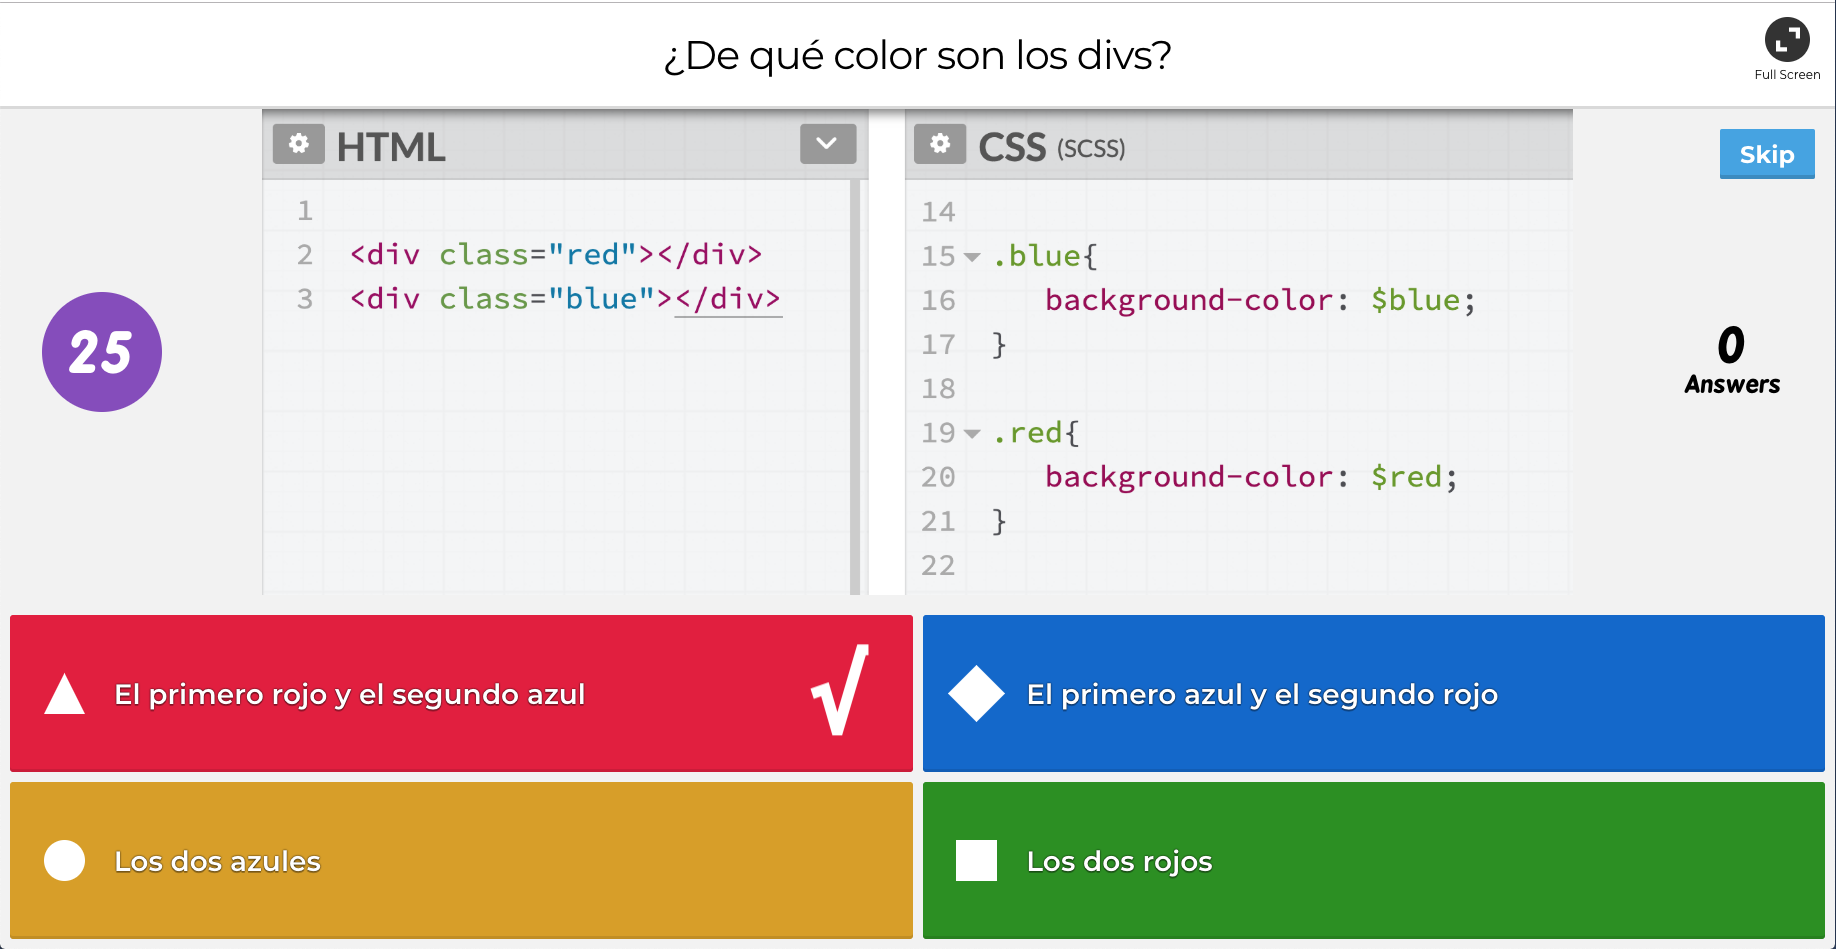 ¿De qué color son los divs?
Full Screen
HTML
CSS (SCSS)
Skip
1
2 <div class="red"></div>
3 <div class="blue"></div>
14
15 .blue{
16 background-color: $blue;
17 }
18
19 .red{
20 background-color: $red;
21 }
22
25
0
Answers
El primero rojo y el segundo azul
El primero azul y el segundo rojo
Los dos azules
Los dos rojos